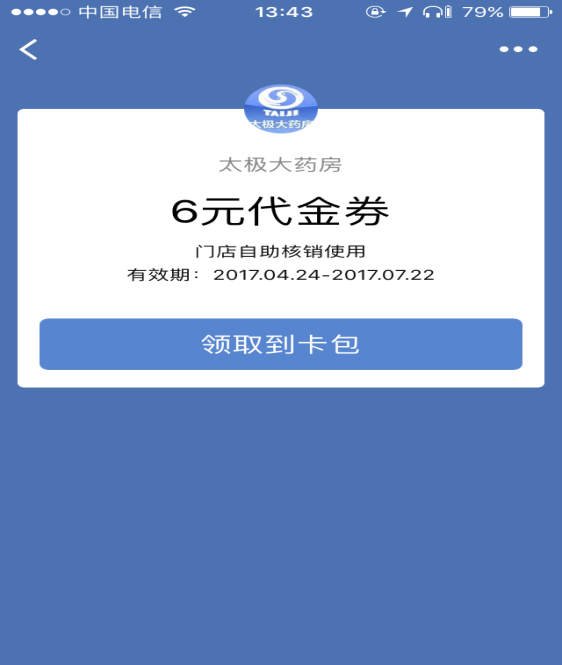 中国电信 13:43 79%
TAIJI
太极大药房
太极大药房
6元代金券
门店自助核销使用
有效期：2017.04.24-2017.07.22
领取到卡包